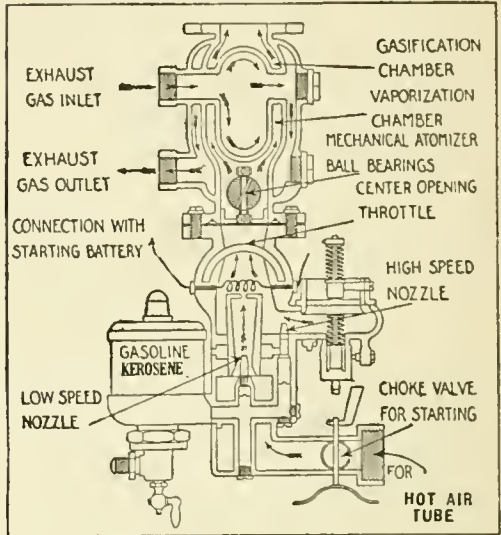 EXHAUST
GAS INLET
GASIFICATION
CHAMBER
VAPORIZATION
CHAMBER
MECHANICAL ATOMIZER
BALL BEARINGS
CENTER OPENING
THROTTLE
EXHAUST
GAS OUTLET
CONNECTION WITH
STARTING BATTERY
HIGH SPEED
NOZZLE
GASOLINE
KEROSENE
LOW SPEED
NOZZLE
CHOKE VALVE
FOR STARTING
FOR
HOT AIR
TUBE